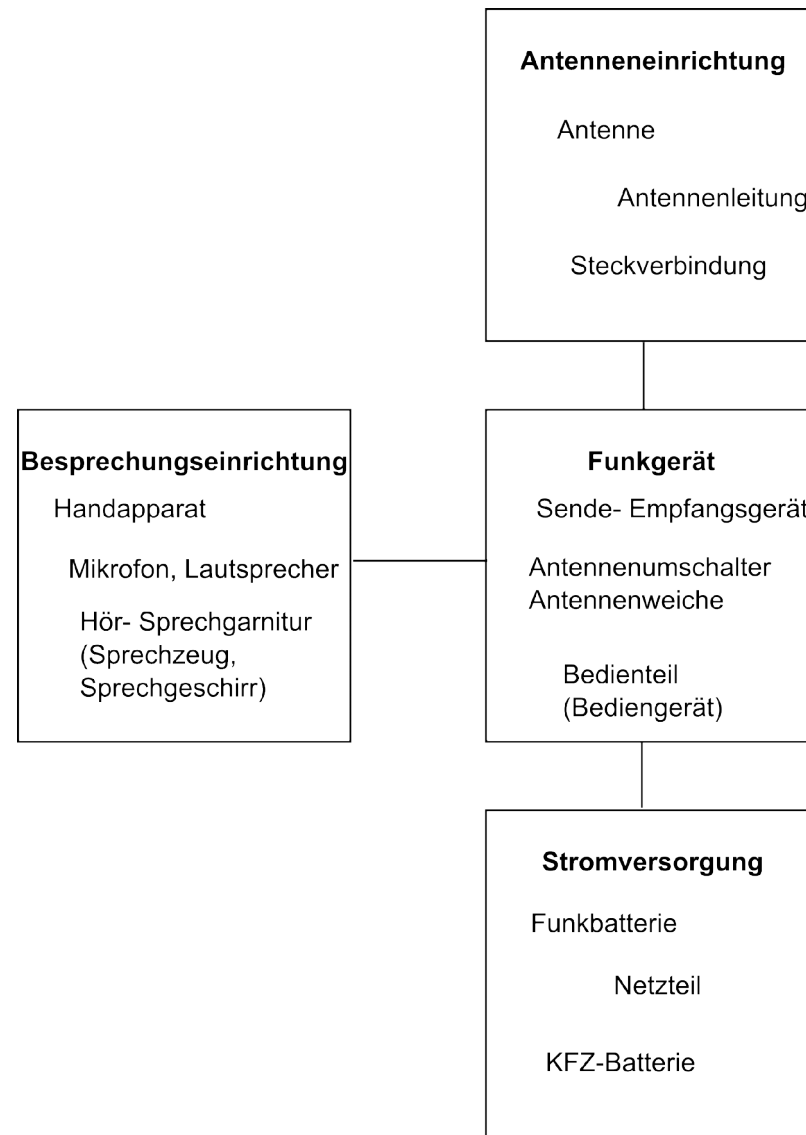 Antenneneinrichtung
Antenne
Antennenleitung
Steckverbindung
Besprechungseinrichtung
Handapparat
Mikrofon, Lautsprecher
Hör- Sprechgarnitur
(Sprechzeug,
Sprechgeschirr)
Funkgerät
Sende- Empfangsgerät
Antennenumschalter
Antennenweiche
Bedienteil
(Bediengerät)
Stromversorgung
Funkbatterie
Netzteil
KFZ-Batterie